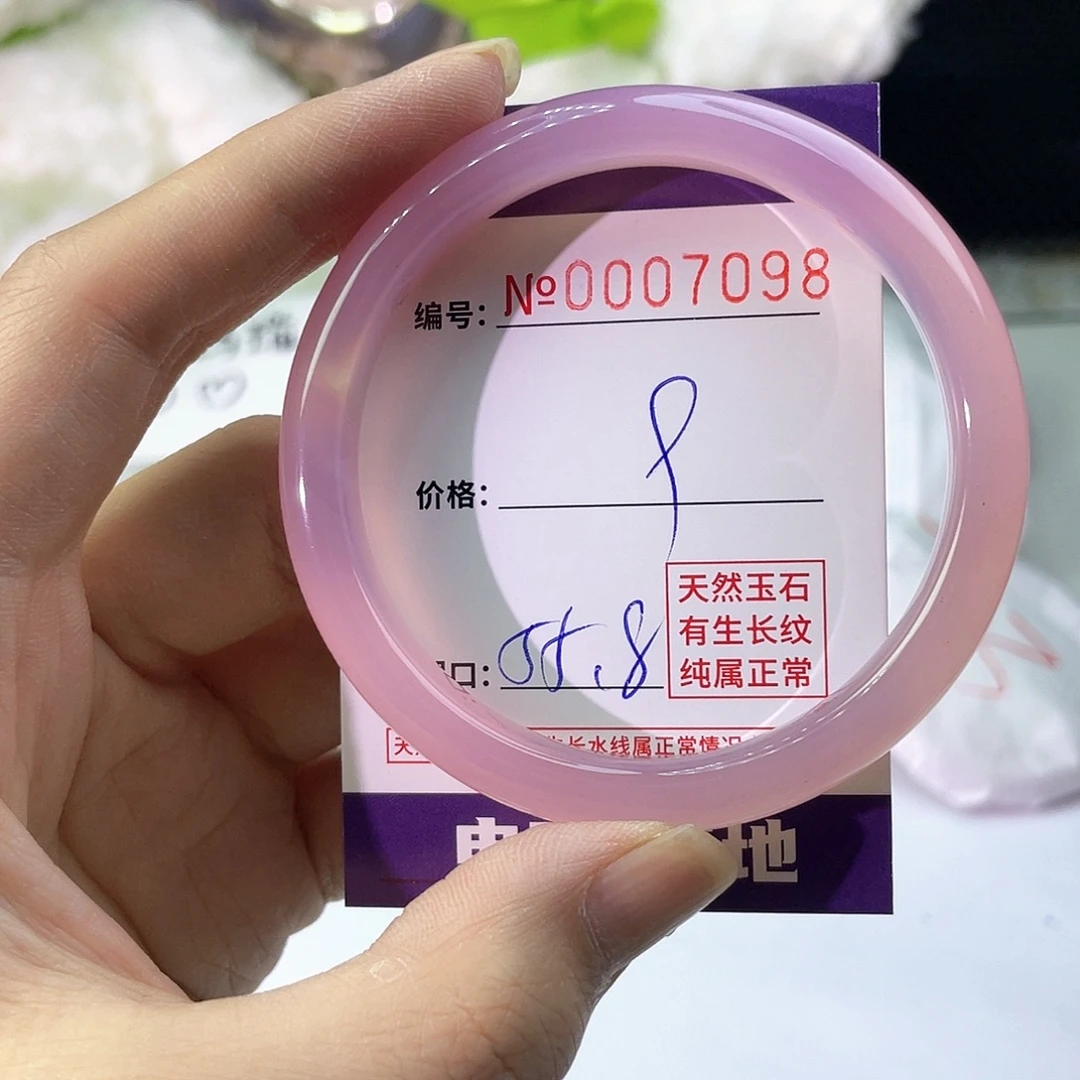 编号: №0007098
价格:
口: 55.8
天然玉石
有生长纹
纯属正常
长水线属正常情况
地